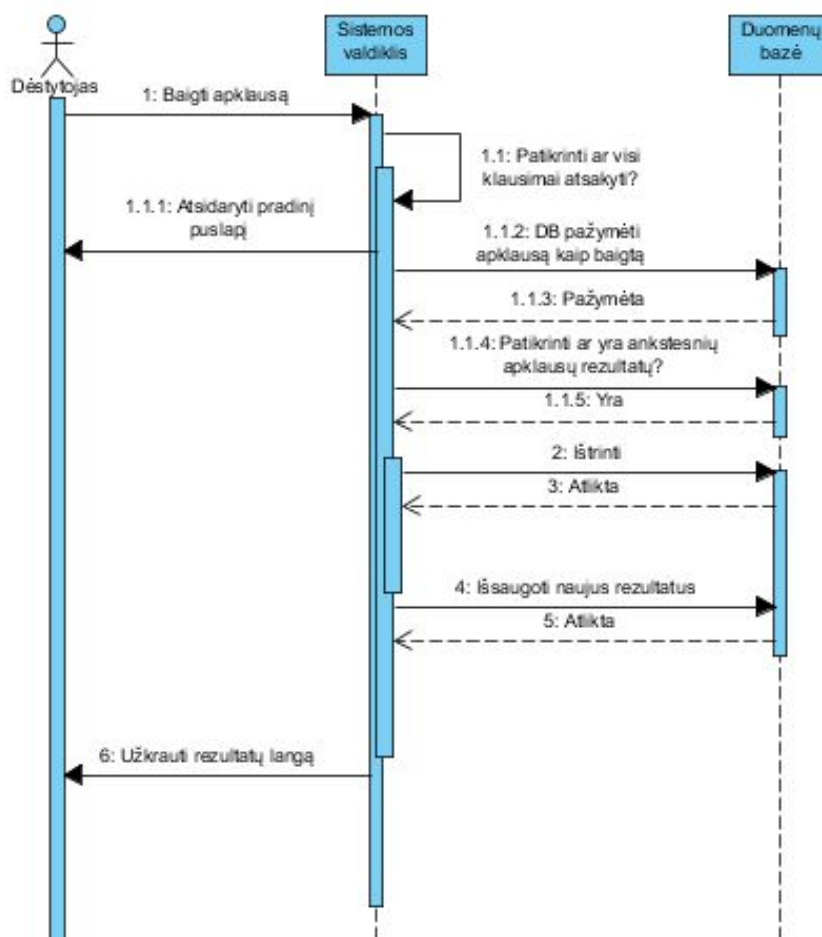 Sistemos
valdiklis
Duomenų
bazė
Dėstytojas
1: Baigti apklausą
1.1: Patikrinti ar visi
klausimai atsakyti?
1.1.1: Atsidaryti pradinį
puslapį
1.1.2: DB pažymėti
apklausą kaip baigtą
1.1.3: Pažymėta
1.1.4: Patikrinti ar yra ankstesnių
apklausų rezultatų?
1.1.5: Yra
2: Ištrinti
3: Atlikta
4: Išsaugoti naujus rezultatus
5: Atlikta
6: Užkrauti rezultatų langą